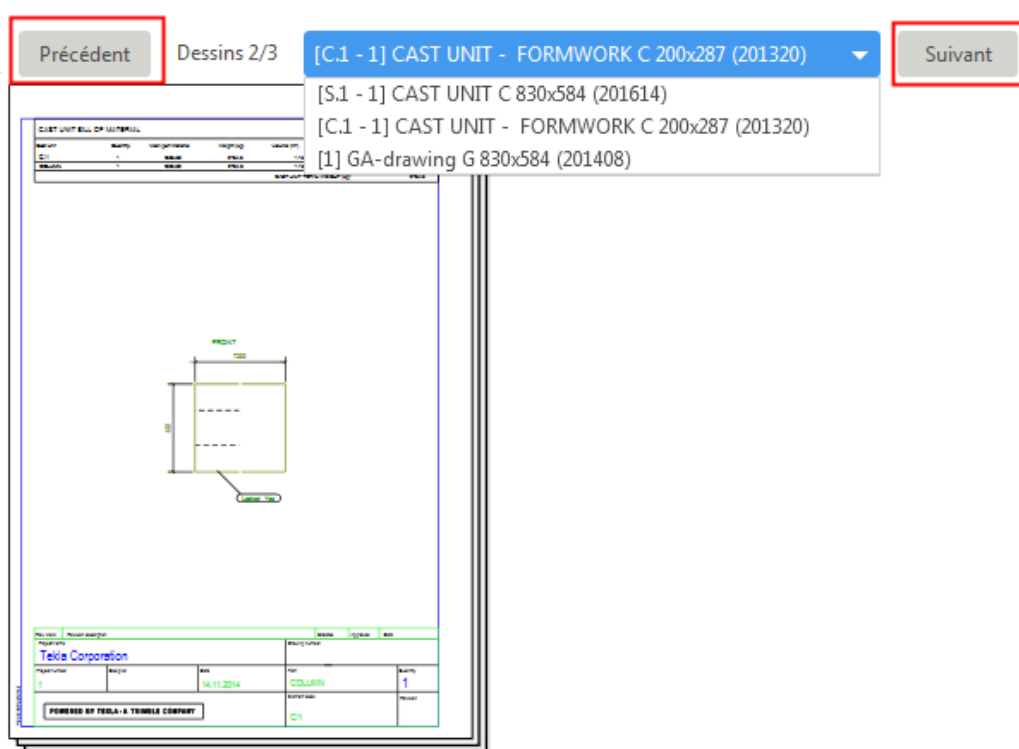 Précédent
Dessins 2/3
[C.1 - 1] CAST UNIT - FORMWORK C 200x287 (201320)
Suivant
[S.1 - 1] CAST UNIT C 830x584 (201614)
[C.1 - 1] CAST UNIT - FORMWORK C 200x287 (201320)
[1] GA-drawing G 830x584 (201408)
CAST UNIT BILL OF MATERIAL
FRONT
Tekla Corporation
1
14.11.2014
COLUMN
1
POWERED BY TEKLA - A TRIMBLE COMPANY
C/1